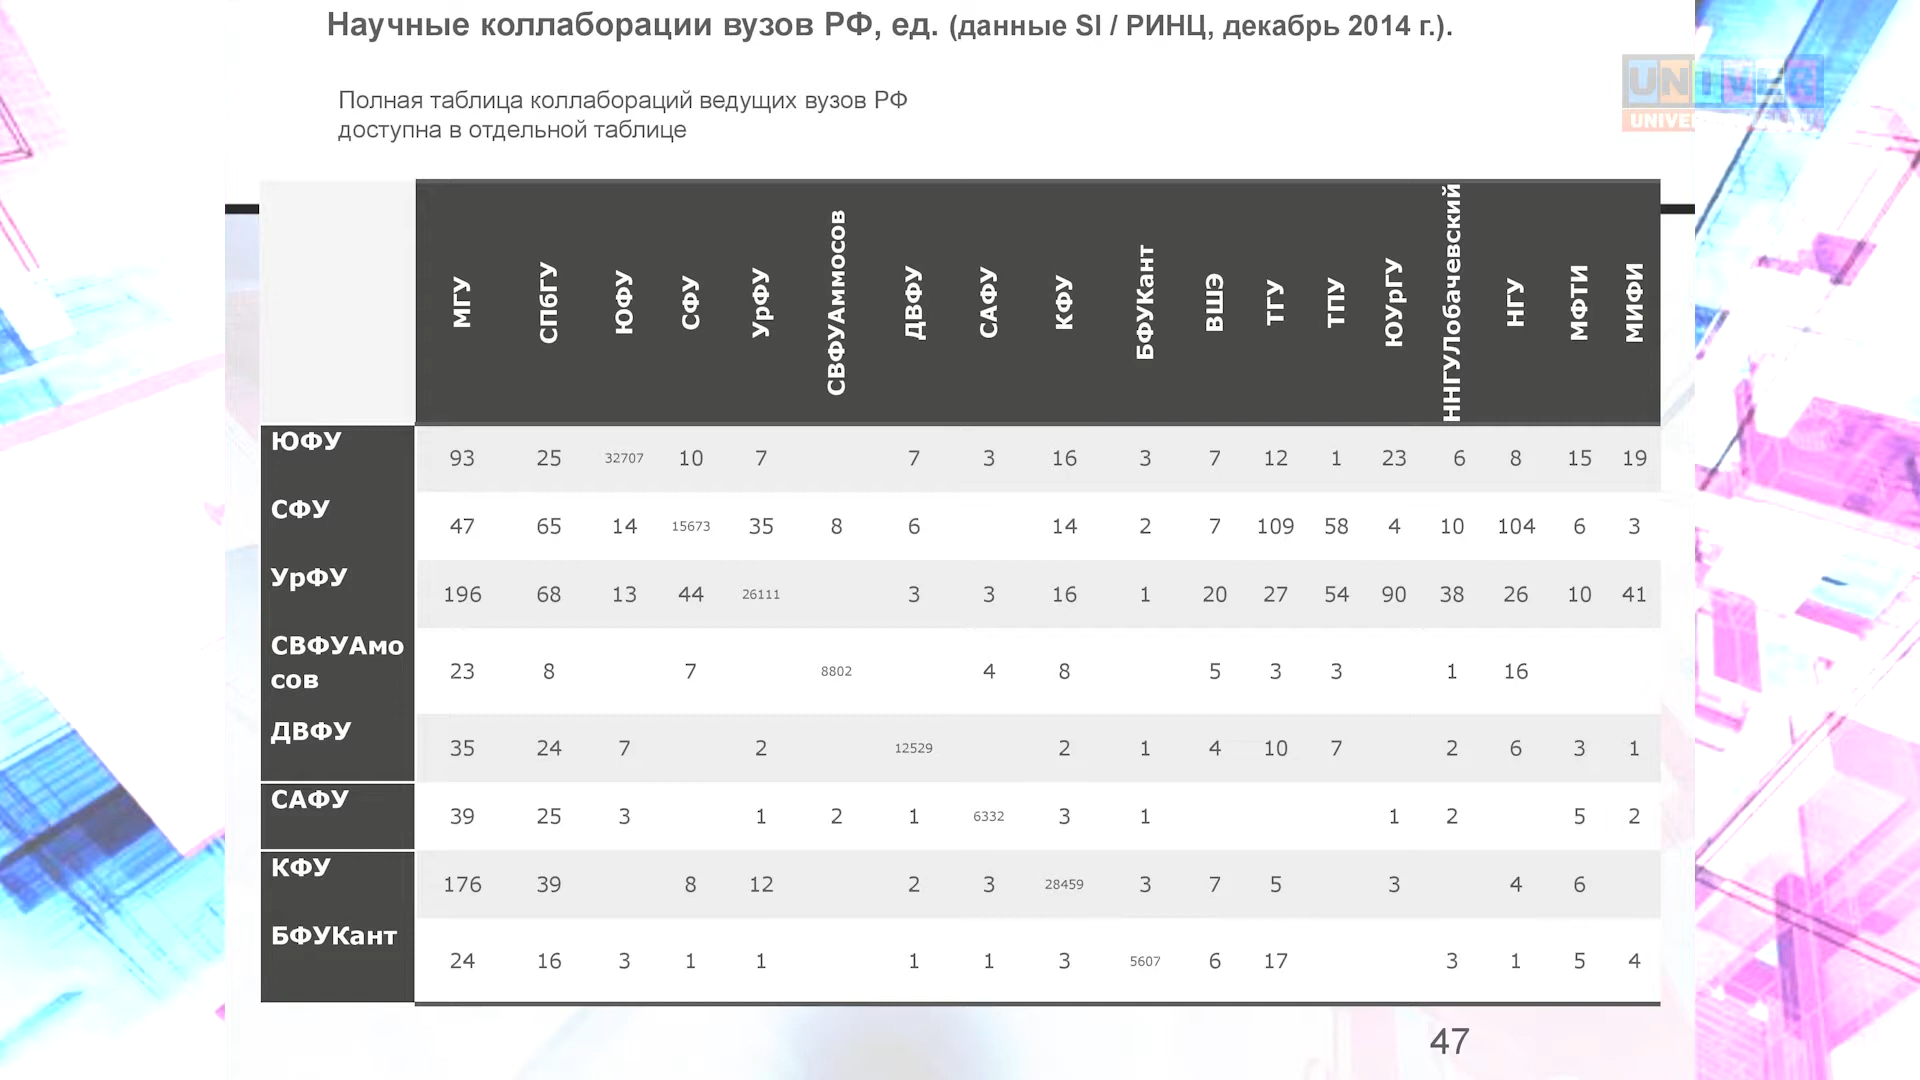 Научные коллаборации вузов РФ, ед. (данные SI / РИНЦ, декабрь 2014 г.).
UNIVER
Полная таблица коллабораций ведущих вузов РФ
доступна в отдельной таблице
МГУ СПбГУ ЮФУ СФУ УрФУ СВФУАммосов ДВФУ САФУ КФУ БФУКант ВШЭ ТГУ ТПУ ЮУрГУ ННГУЛобачевский НГУ МФТИ МИФИ
ЮФУ 93 25 32707 10 7 7 3 16 3 7 12 1 23 6 8 15 19
СФУ 47 65 14 15673 35 8 6 14 2 7 109 58 4 10 104 6 3
УрФУ 196 68 13 44 26111 3 3 16 1 20 27 54 90 38 26 10 41
СВФУАмо
сов 23 8 7 8802 4 8 5 3 3 1 16
ДВФУ 35 24 7 2 12529 2 1 4 10 7 2 6 3 1
САФУ 39 25 3 1 2 1 6332 3 1 1 2 5 2
КФУ 176 39 8 12 2 3 28459 3 7 5 3 4 6
БФУКант 24 16 3 1 1 1 1 3 5607 6 17 3 1 5 4
47